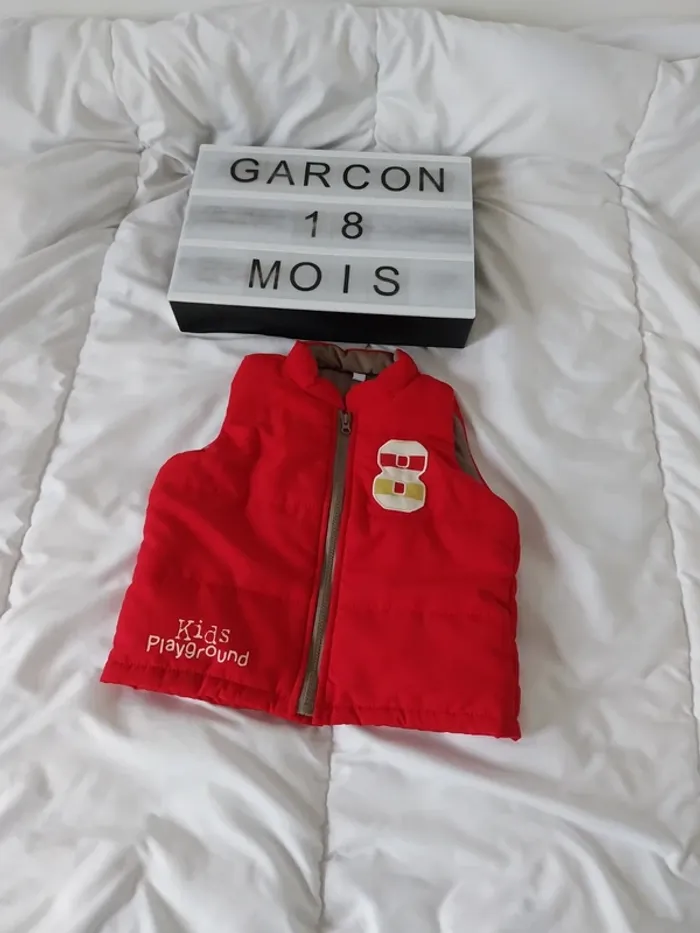 GARCON
18
MOIS
8
Kids
Playground